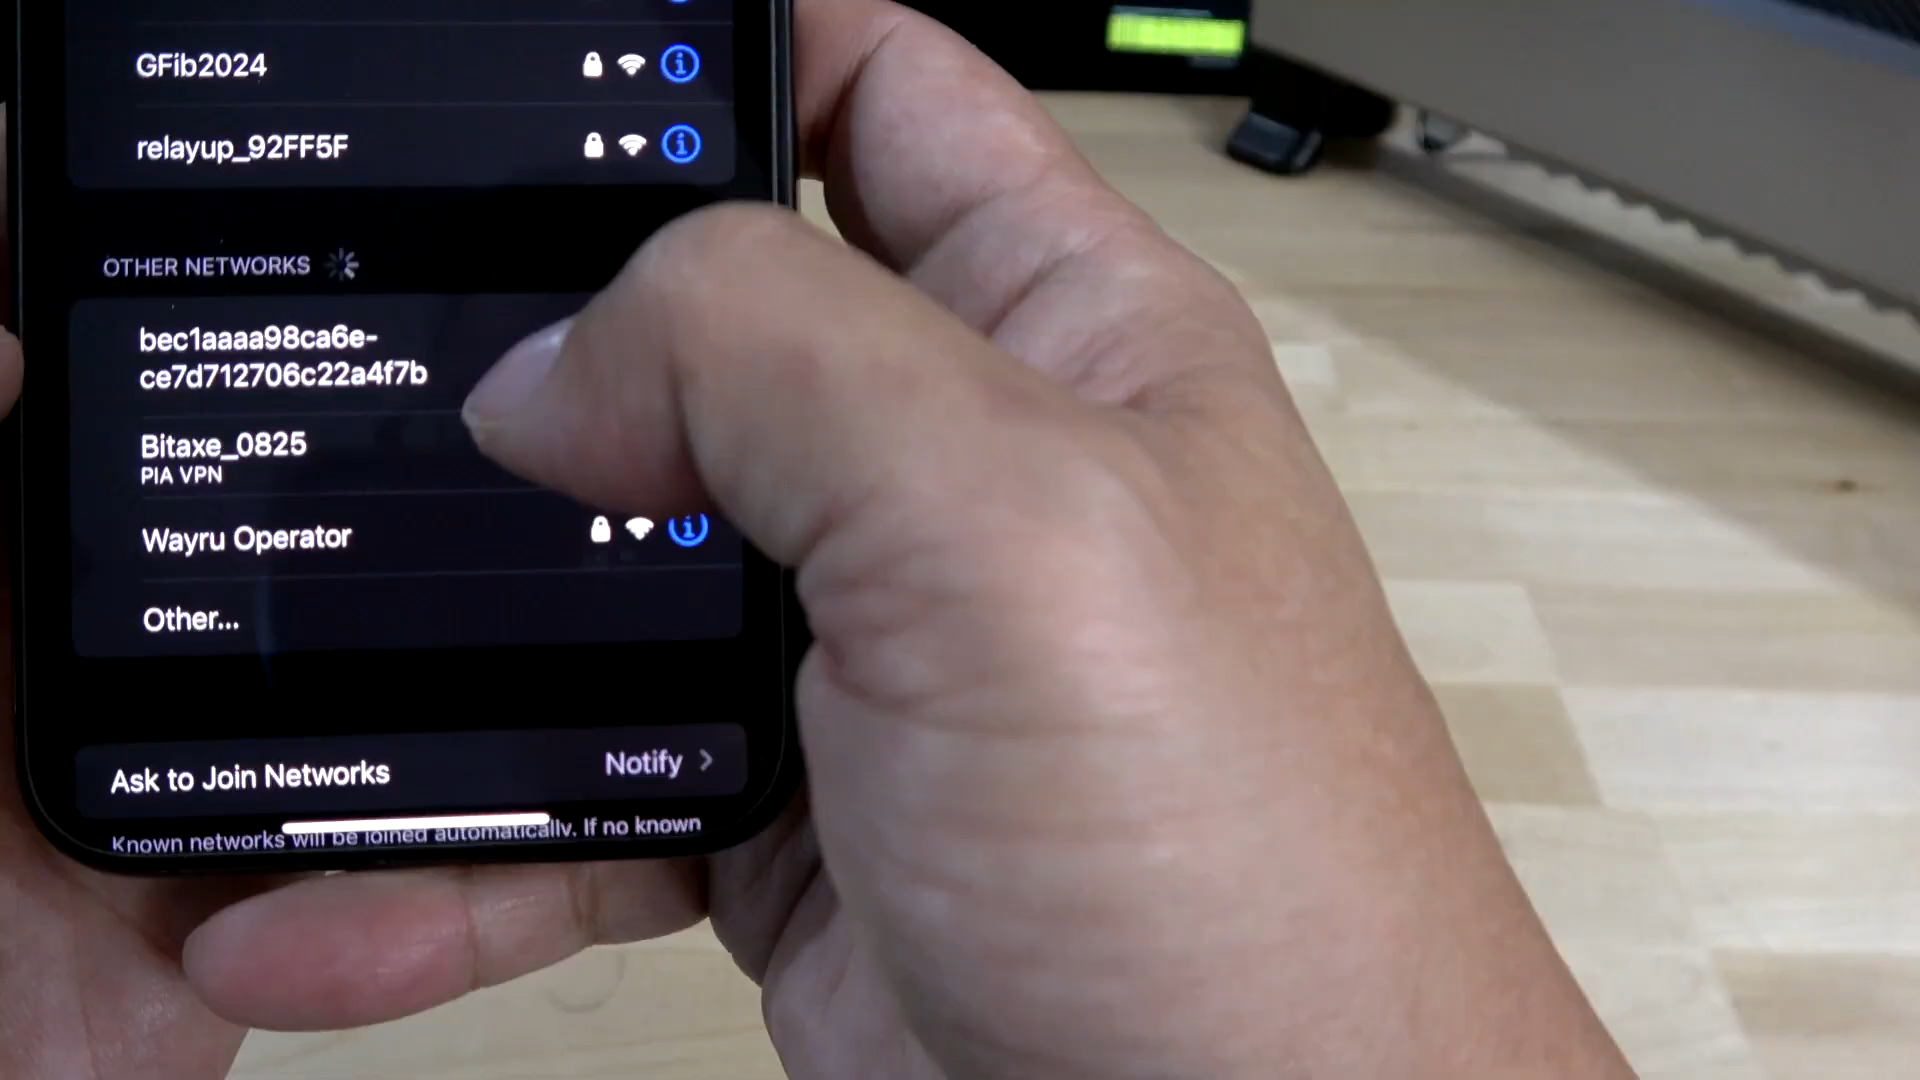 GFib2024
relayup_92FF5F
OTHER NETWORKS
bec1aaaa98ca6e-
ce7d712706c22a4f7b
Bitaxe_0825
PIA VPN
Wayru Operator
Other...
Ask to Join Networks
Notify
Known networks will be joined automatically. If no known